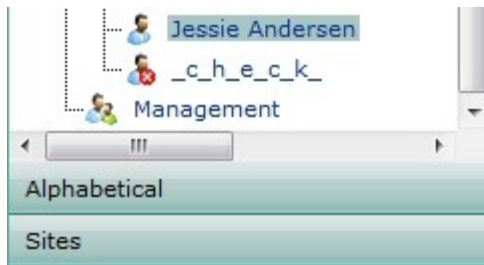 Jessie Andersen
_c_h_e_c_k_
Management
Alphabetical
Sites